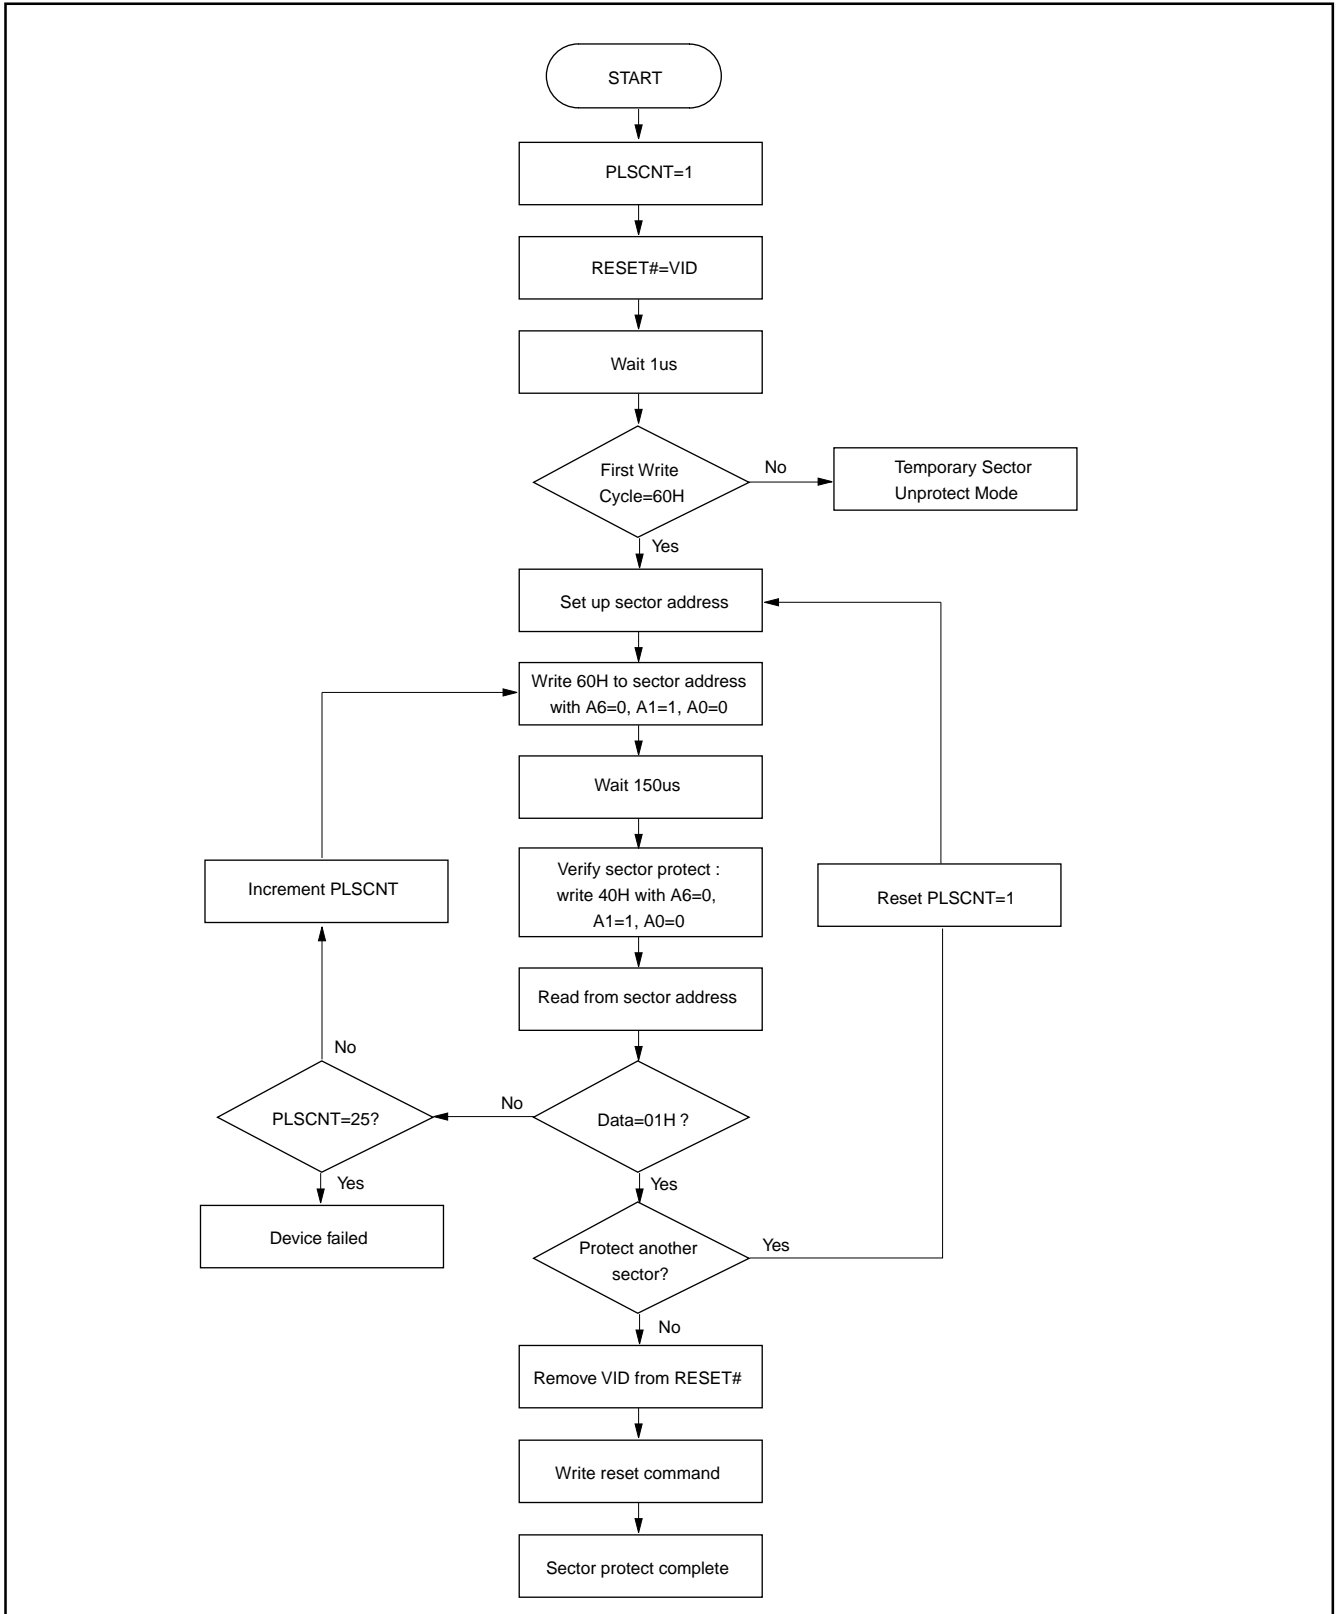 START
PLSCNT=1
RESET#=VID
Wait 1us
First Write
Cycle=60H
No
Temporary Sector
Unprotect Mode
Yes
Set up sector address
Write 60H to sector address
with A6=0, A1=1, A0=0
Wait 150us
Verify sector protect :
write 40H with A6=0,
A1=1, A0=0
Increment PLSCNT
Reset PLSCNT=1
Read from sector address
No
PLSCNT=25?
No
Data=01H ?
Yes
Yes
Device failed
Protect another
sector?
Yes
No
Remove VID from RESET#
Write reset command
Sector protect complete